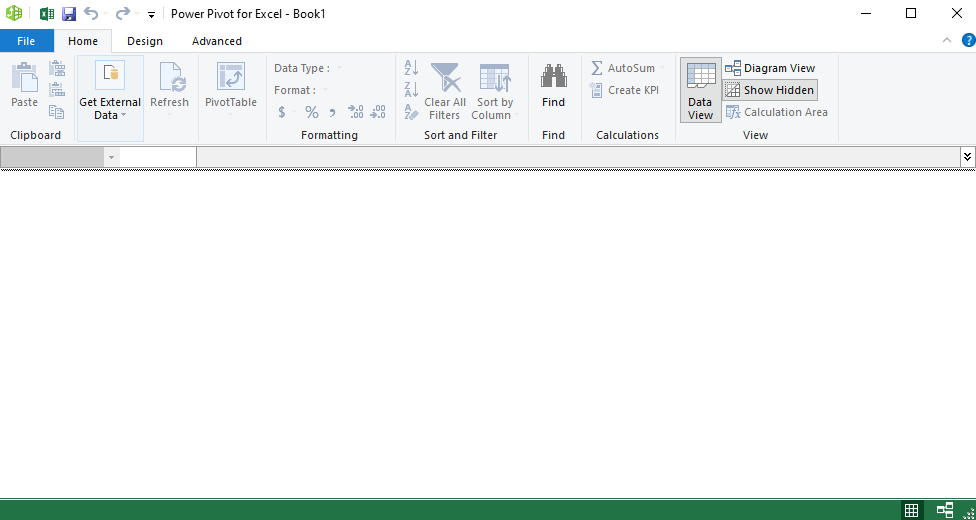 Power Pivot for Excel - Book1
File Home Design Advanced
Paste
Clipboard
Get External
Data
Refresh
PivotTable
Data Type :
Format :
$ % , .00 .00
Formatting
Clear All
Filters
Sort by
Column
Sort and Filter
Find
Find
AutoSum
Create KPI
Calculations
Data
View
Diagram View
Show Hidden
Calculation Area
View